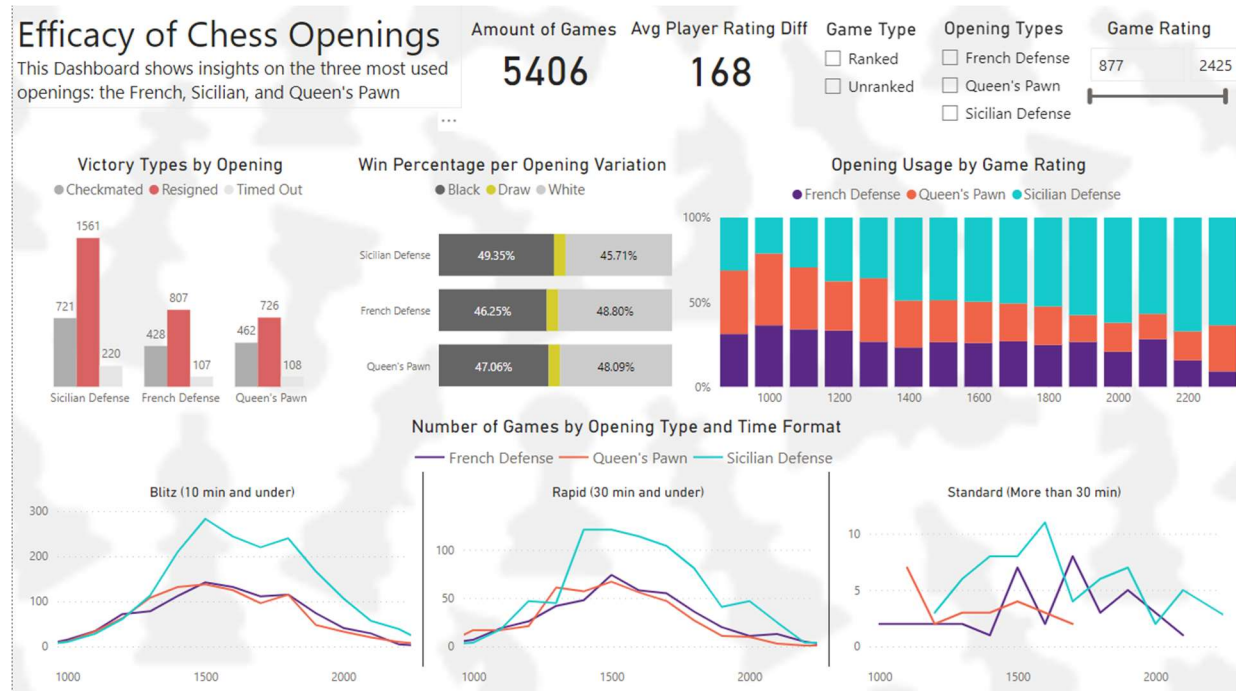 Efficacy of Chess Openings
This Dashboard shows insights on the three most used
openings: the French, Sicilian, and Queen's Pawn
Amount of Games
5406
Avg Player Rating Diff
168
Game Type
Ranked
Unranked
Opening Types
French Defense
Queen's Pawn
Sicilian Defense
Game Rating
877 2425
...
Victory Types by Opening
Checkmated Resigned Timed Out
1561
721
220
807
428
107
726
462
108
Sicilian Defense French Defense Queen's Pawn
Win Percentage per Opening Variation
Black Draw White
Sicilian Defense 49.35% 45.71%
French Defense 46.25% 48.80%
Queen's Pawn 47.06% 48.09%
Opening Usage by Game Rating
French Defense Queen's Pawn Sicilian Defense
100%
50%
0%
1000 1200 1400 1600 1800 2000 2200
Number of Games by Opening Type and Time Format
French Defense Queen's Pawn Sicilian Defense
Blitz (10 min and under)
300
200
100
0
1000 1500 2000
Rapid (30 min and under)
100
50
0
1000 1500 2000
Standard (More than 30 min)
10
5
0
1000 1500 2000